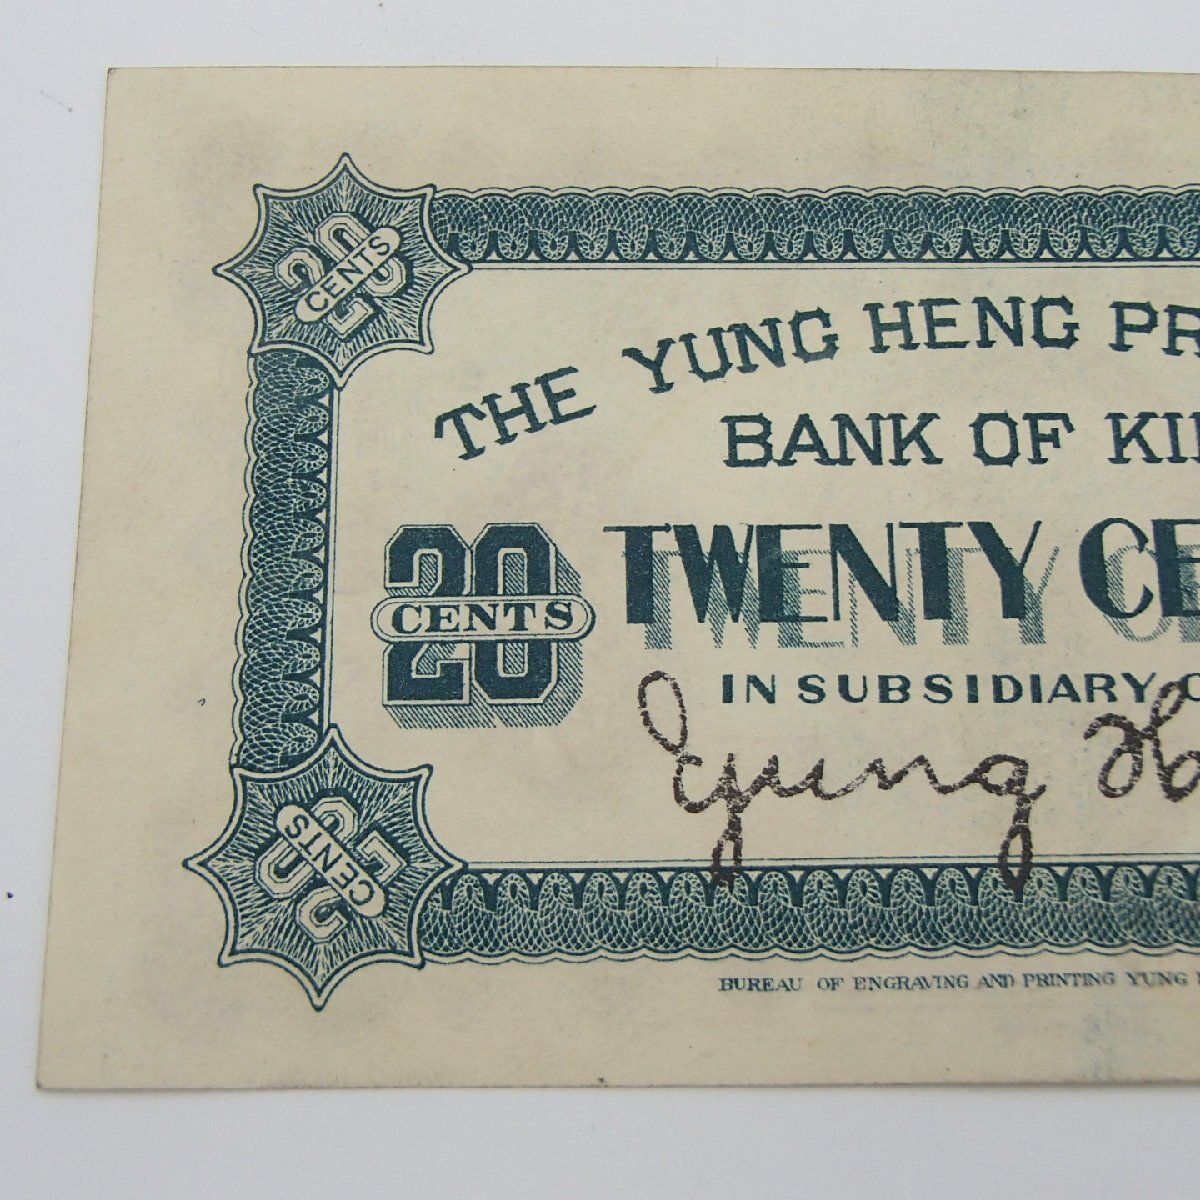 20 CENTS
THE YUNG HENG PR
BANK OF KI
TWENTY CE
20 CENTS
IN SUBSIDIARY C
Yung H
20 CENTS
BUREAU OF ENGRAVING AND PRINTING YUNG